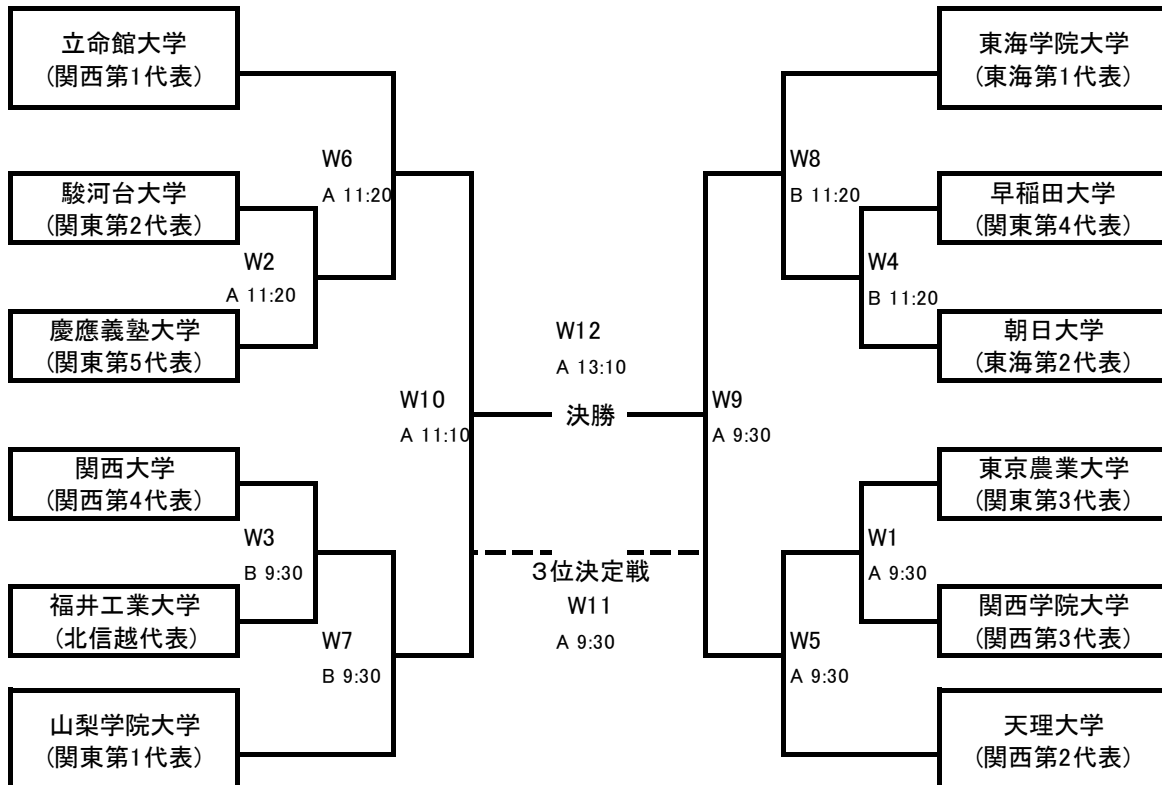 立命館大学
(関西第1代表)
駿河台大学
(関東第2代表)
慶應義塾大学
(関東第5代表)
関西大学
(関西第4代表)
福井工業大学
(北信越代表)
山梨学院大学
(関東第1代表)
W6
A 11:20
W2
A 11:20
W3
B 9:30
W7
B 9:30
W10
A 11:10
W12
A 13:10
決勝
3位決定戦
W11
A 9:30
W9
A 9:30
W8
B 11:20
W4
B 11:20
W1
A 9:30
W5
A 9:30
東海学院大学
(東海第1代表)
早稲田大学
(関東第4代表)
朝日大学
(東海第2代表)
東京農業大学
(関東第3代表)
関西学院大学
(関西第3代表)
天理大学
(関西第2代表)